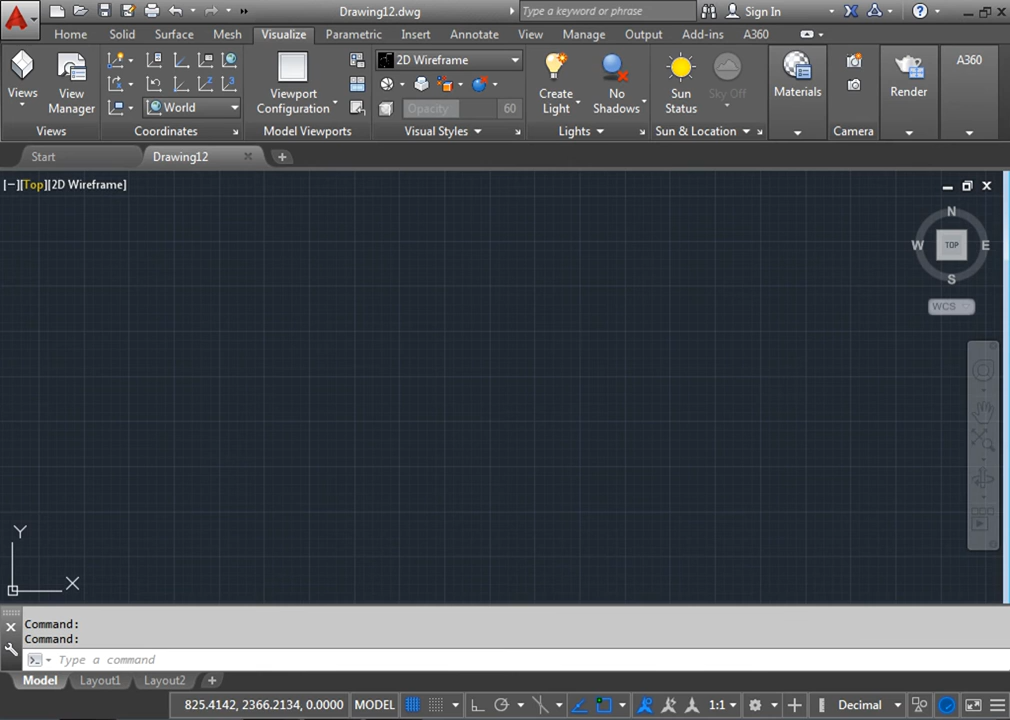 Drawing12.dwg
Type a keyword or phrase
Sign In
Home Solid Surface Mesh Visualize Parametric Insert Annotate View Manage Output Add-ins A360
Views
View Manager
World
Viewport Configuration
2D Wireframe
Opacity 60
Create Light
No Shadows
Sun Status
Sky Off
Materials
Render
A360
Views Coordinates Model Viewports Visual Styles Lights Sun & Location Camera
Start
Drawing12
[−][Top][2D Wireframe]
N
W TOP E
S
WCS
Y
X
Command:
Command:
Type a command
Model Layout1 Layout2
825.4142, 2366.2134, 0.0000 MODEL 1:1 Decimal